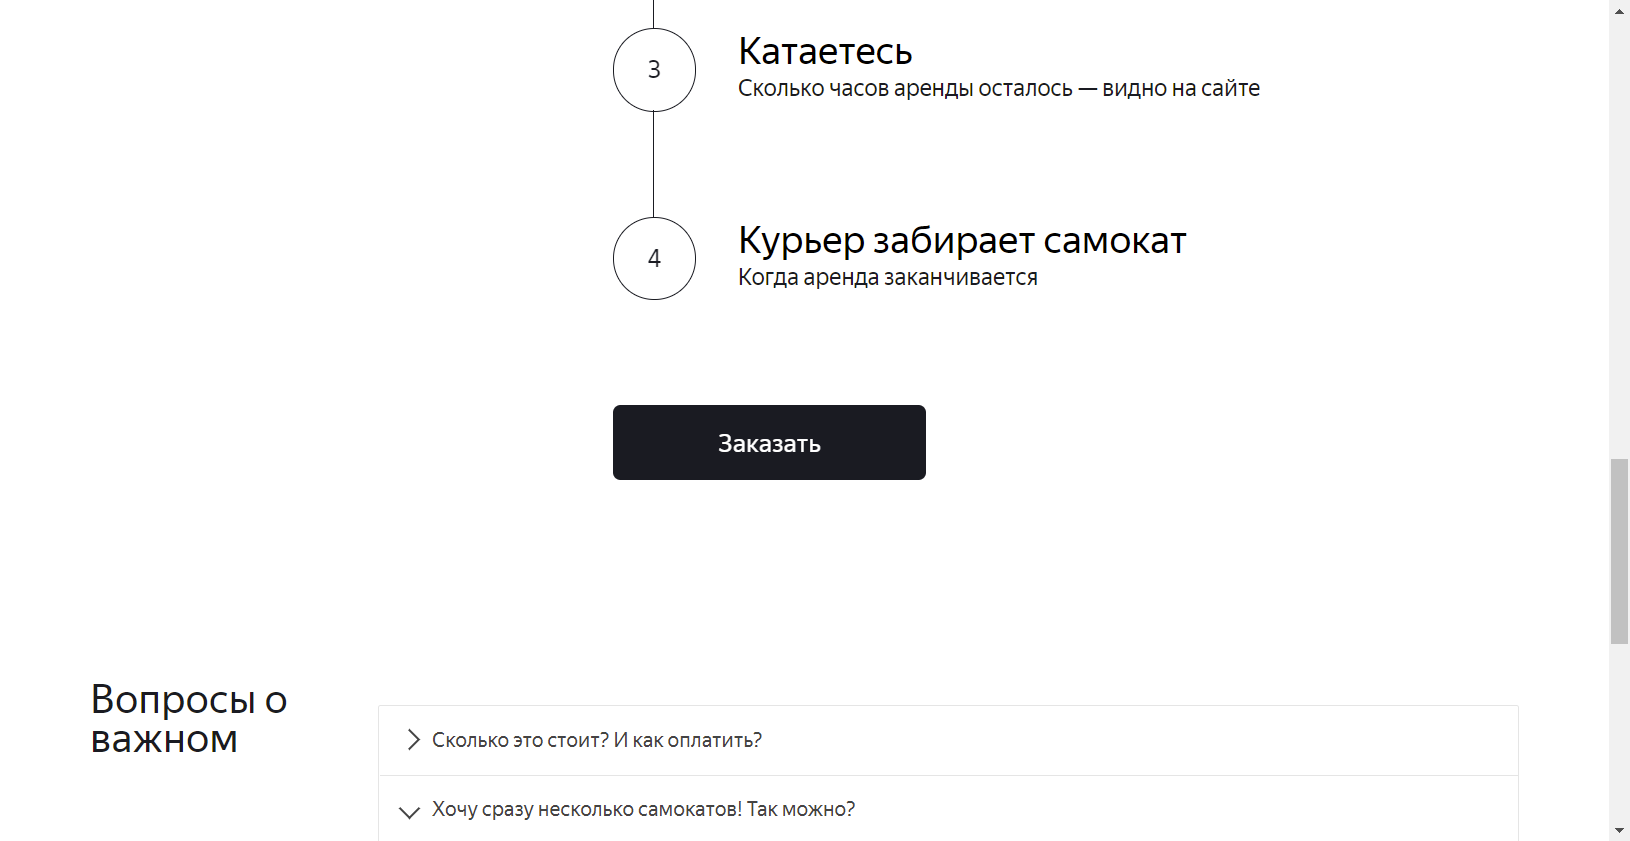 3
Катаетесь
Сколько часов аренды осталось — видно на сайте
4
Курьер забирает самокат
Когда аренда заканчивается
Заказать
Вопросы о
важном
Сколько это стоит? И как оплатить?
Хочу сразу несколько самокатов! Так можно?